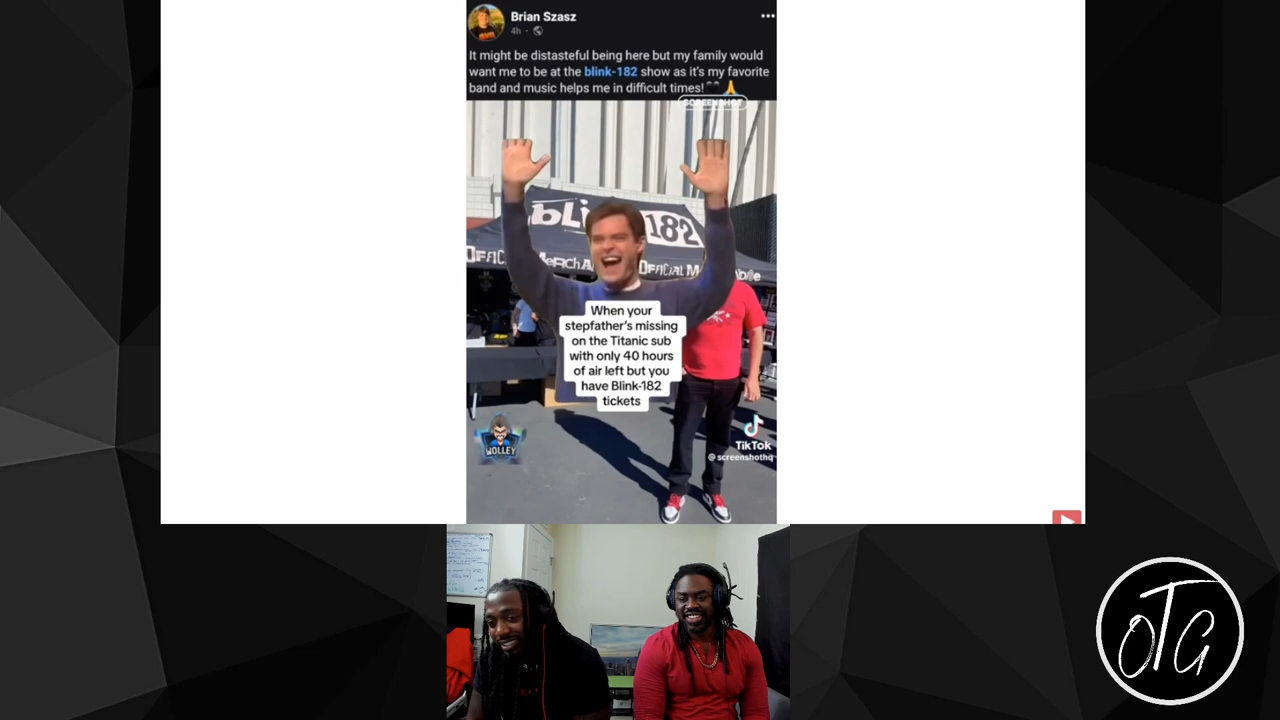 Brian Szasz
4h
It might be distasteful being here but my family would
want me to be at the blink-182 show as it's my favorite
band and music helps me in difficult times!🖤🙏
SCREENSHOT
182
When your
stepfather's missing
on the Titanic sub
with only 40 hours
of air left but you
have Blink-182
tickets
WOLLEY
TikTok
@screenshothq
OTG